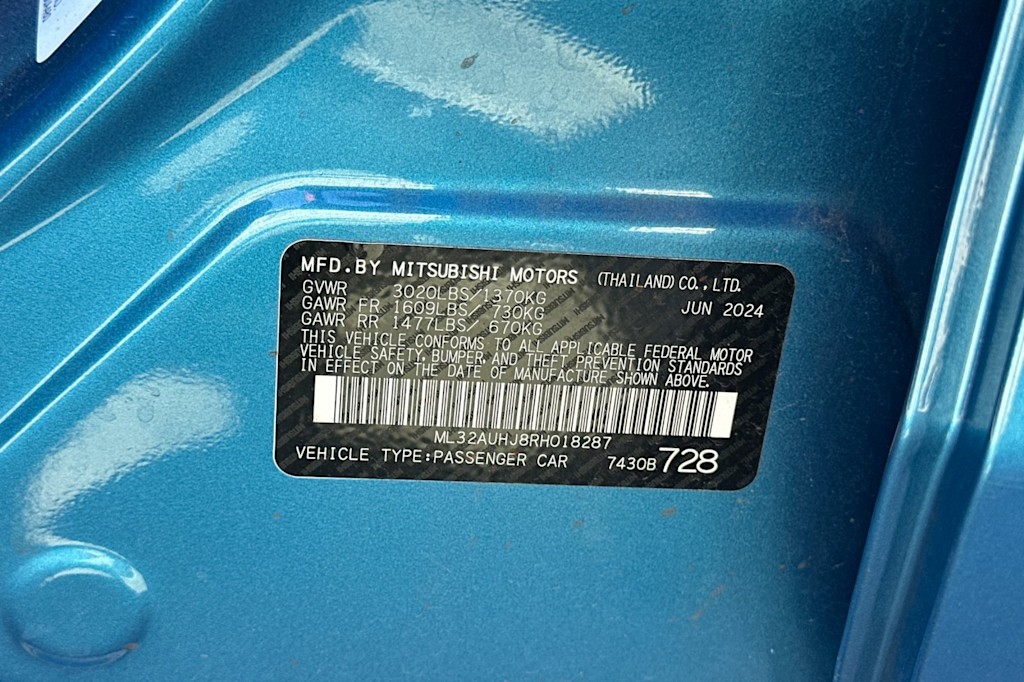 MFD.BY MITSUBISHI MOTORS (THAILAND) CO., LTD.
GVWR 3020LBS/1370KG JUN 2024
GAWR FR 1609LBS/ 730KG
GAWR RR 1477LBS/ 670KG
THIS VEHICLE CONFORMS TO ALL APPLICABLE FEDERAL MOTOR
VEHICLE SAFETY, BUMPER, AND THEFT PREVENTION STANDARDS
IN EFFECT ON THE DATE OF MANUFACTURE SHOWN ABOVE.
ML32AUHJ8RH018287
VEHICLE TYPE:PASSENGER CAR 7430B 728